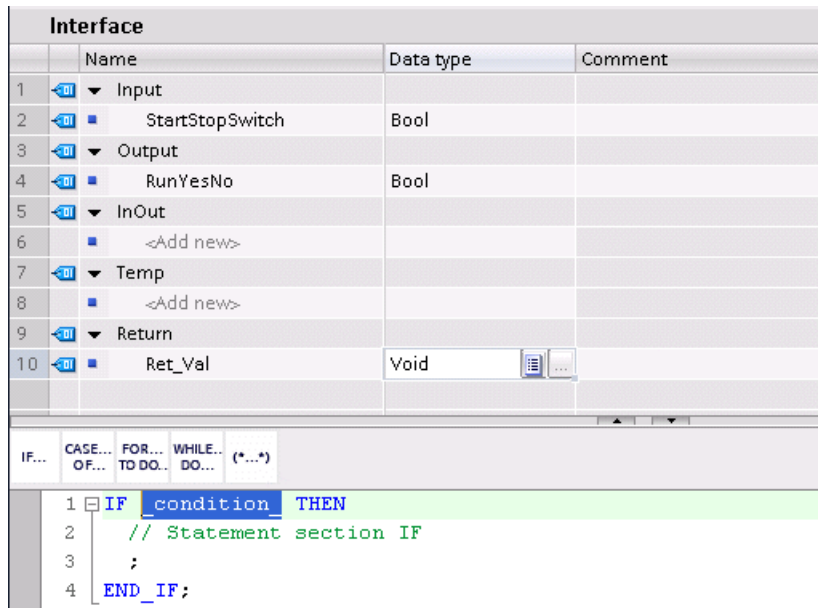 Interface
Name Data type Comment
1 Input
2 StartStopSwitch Bool
3 Output
4 RunYesNo Bool
5 InOut
6 <Add new>
7 Temp
8 <Add new>
9 Return
10 Ret_Val Void ...
IF... CASE... FOR... WHILE.. (*...*)
OF... TO DO... DO...
1 IF _condition_ THEN
2 // Statement section IF
3 ;
4 END_IF;